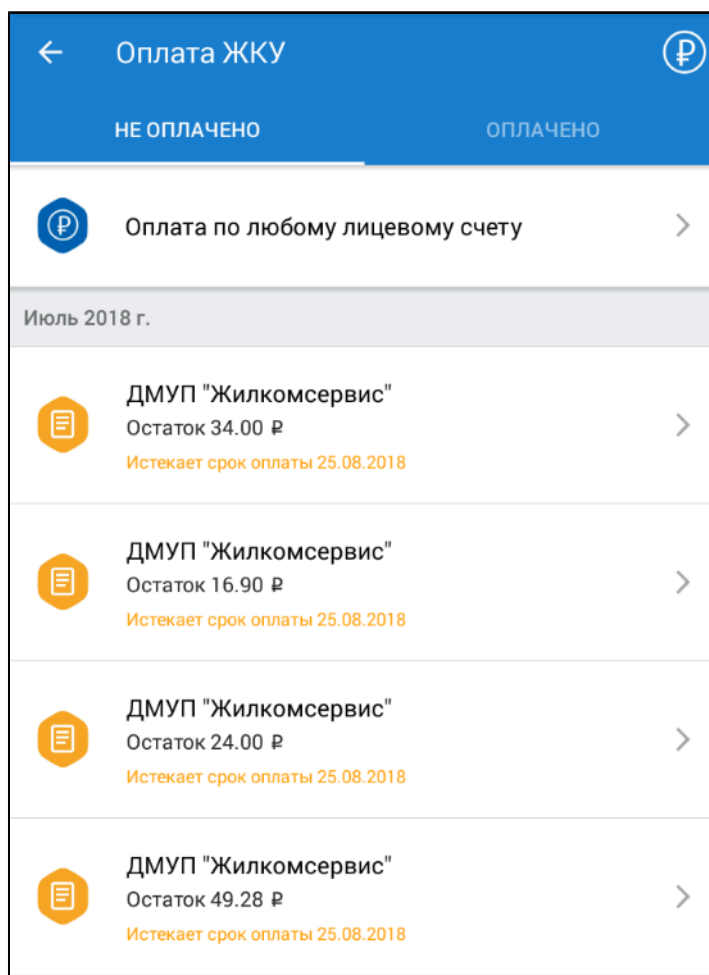 Оплата ЖКУ
НЕ ОПЛАЧЕНО ОПЛАЧЕНО
Оплата по любому лицевому счету
Июль 2018 г.
ДМУП "Жилкомсервис"
Остаток 34.00 ₽
Истекает срок оплаты 25.08.2018
ДМУП "Жилкомсервис"
Остаток 16.90 ₽
Истекает срок оплаты 25.08.2018
ДМУП "Жилкомсервис"
Остаток 24.00 ₽
Истекает срок оплаты 25.08.2018
ДМУП "Жилкомсервис"
Остаток 49.28 ₽
Истекает срок оплаты 25.08.2018